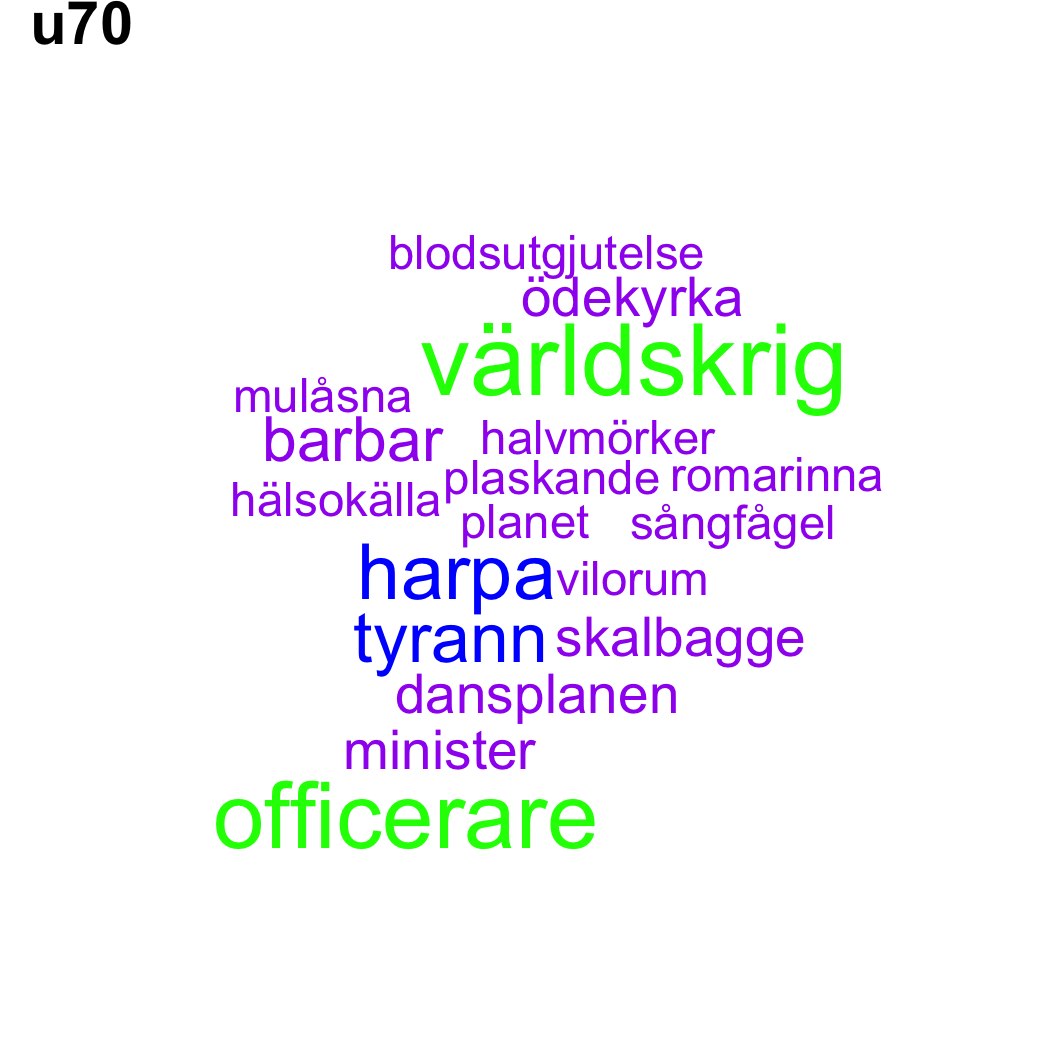 u70
blodsutgjutelse
ödekyrka
världskrig
mulåsna
barbar halvmörker
plaskande romarinna
hälsokälla
planet sångfågel
harpa vilorum
tyrann skalbagge
dansplanen
minister
officerare